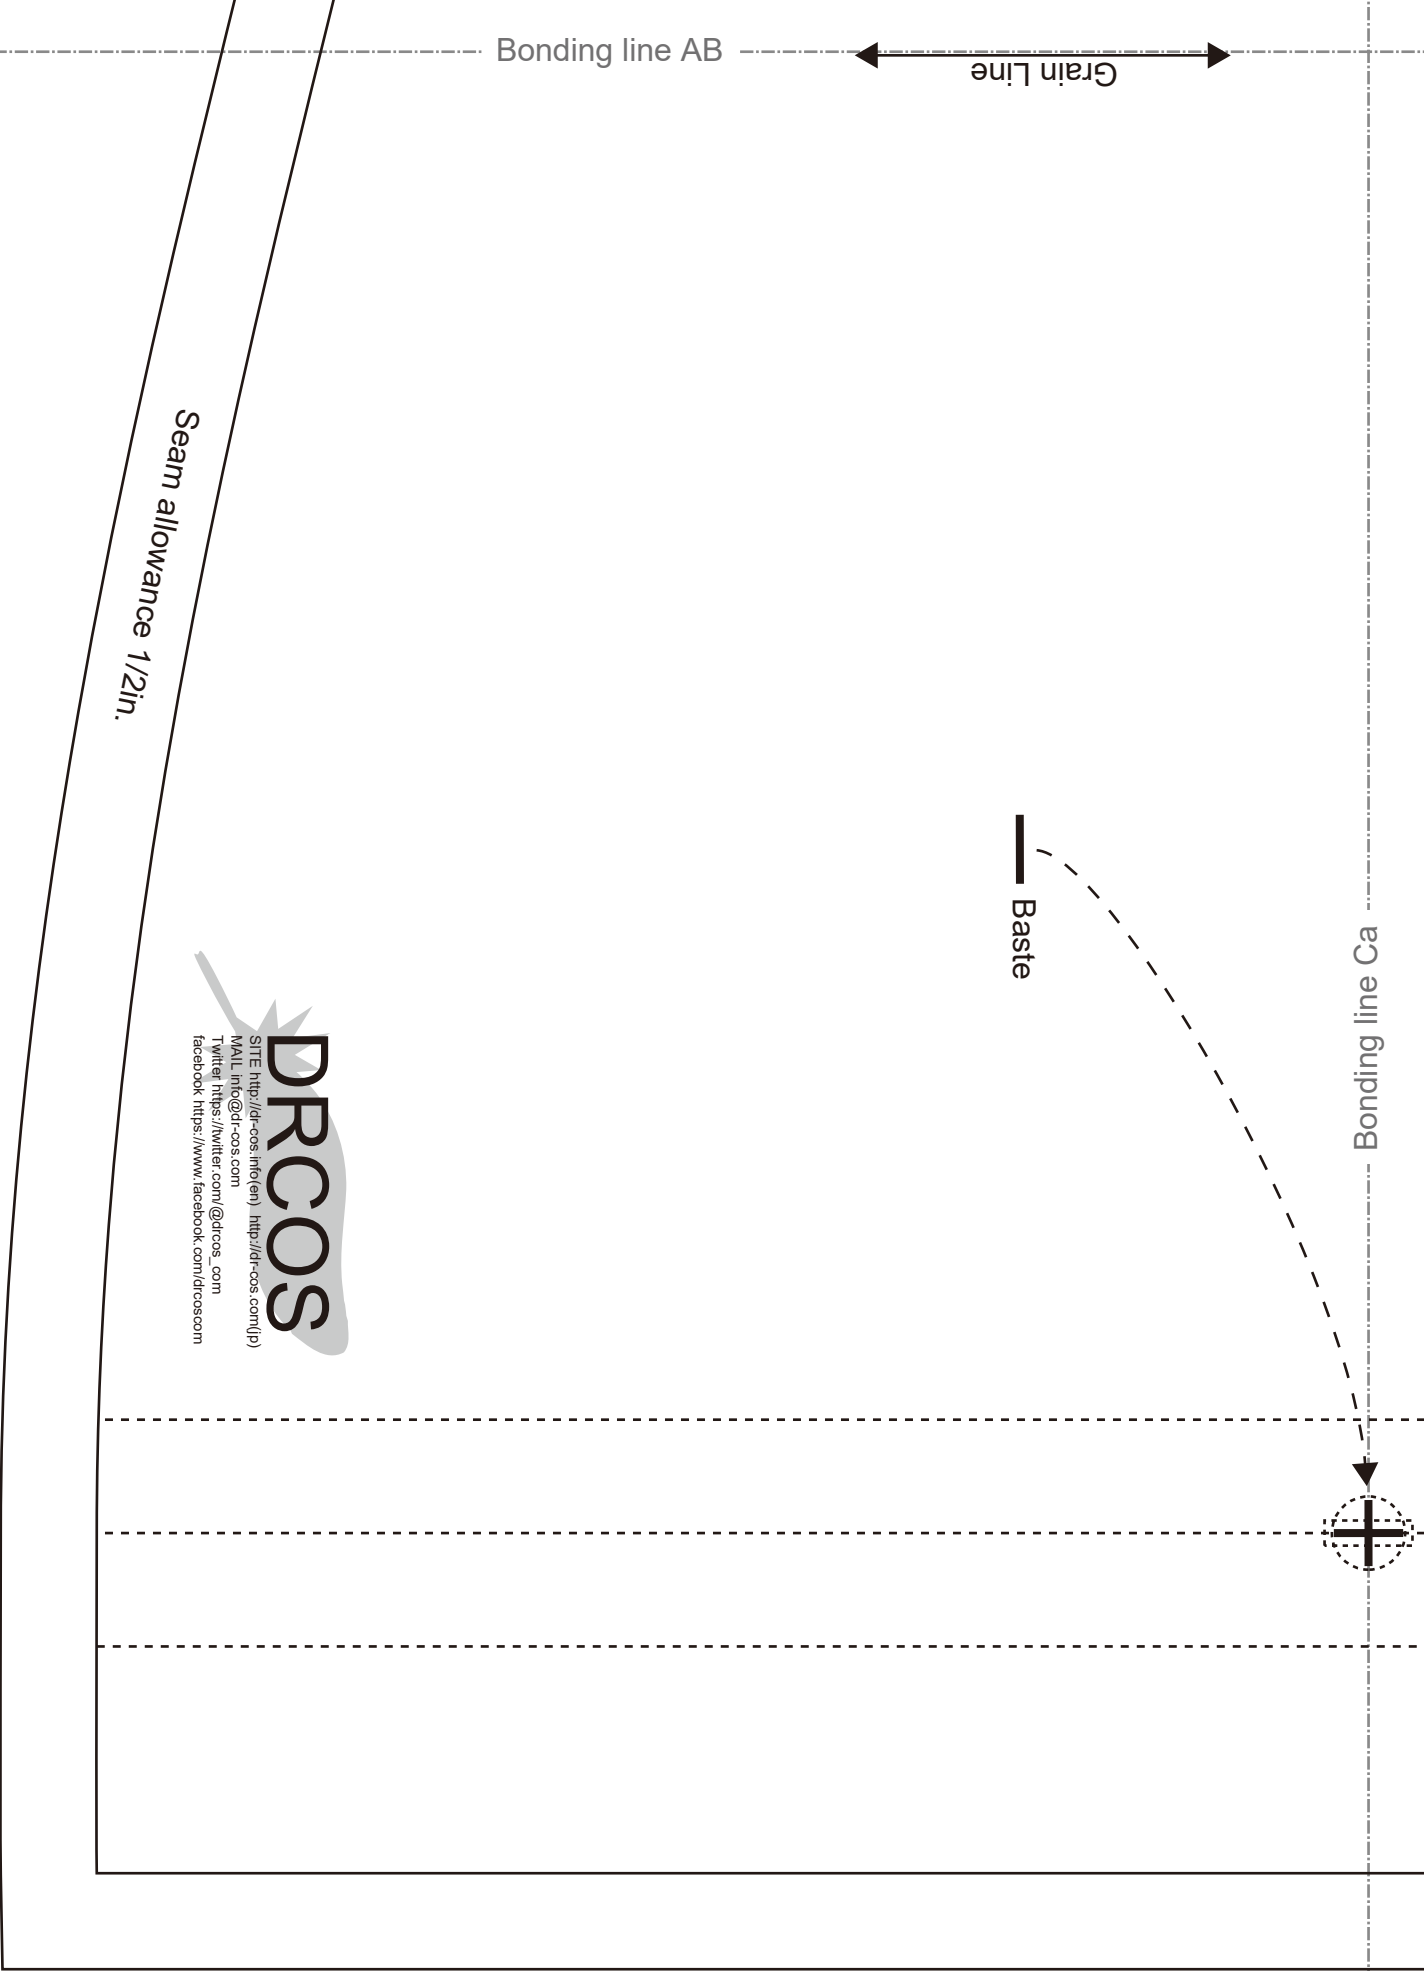 Bonding line AB
Grain Line
Seam allowance 1/2in.
Baste
Bonding line Ca
DRCOS
SITE http://dr-cos.info(en) http://dr-cos.com(jp)
MAIL info@dr-cos.com
Twitter https://twitter.com/@drcos_com
facebook https://www.facebook.com/drcoscom